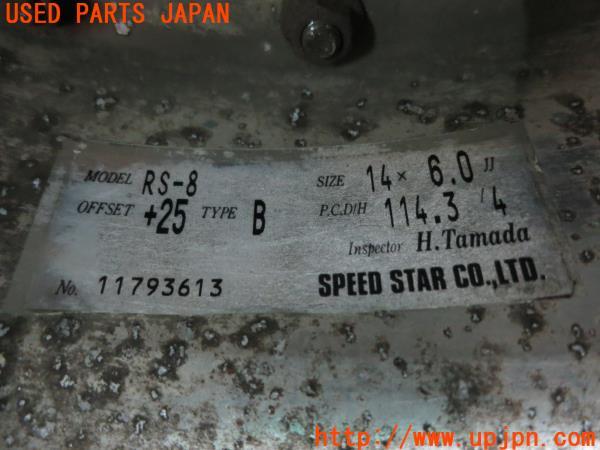 USED PARTS JAPAN
MODEL RS-8
OFFSET +25 TYPE B
No. 11793613
SIZE 14× 6.0 JJ
P.C.D/H 114.3/4
Inspector H.Tamada
SPEED STAR CO.,LTD.
http://www.upjpn.com/